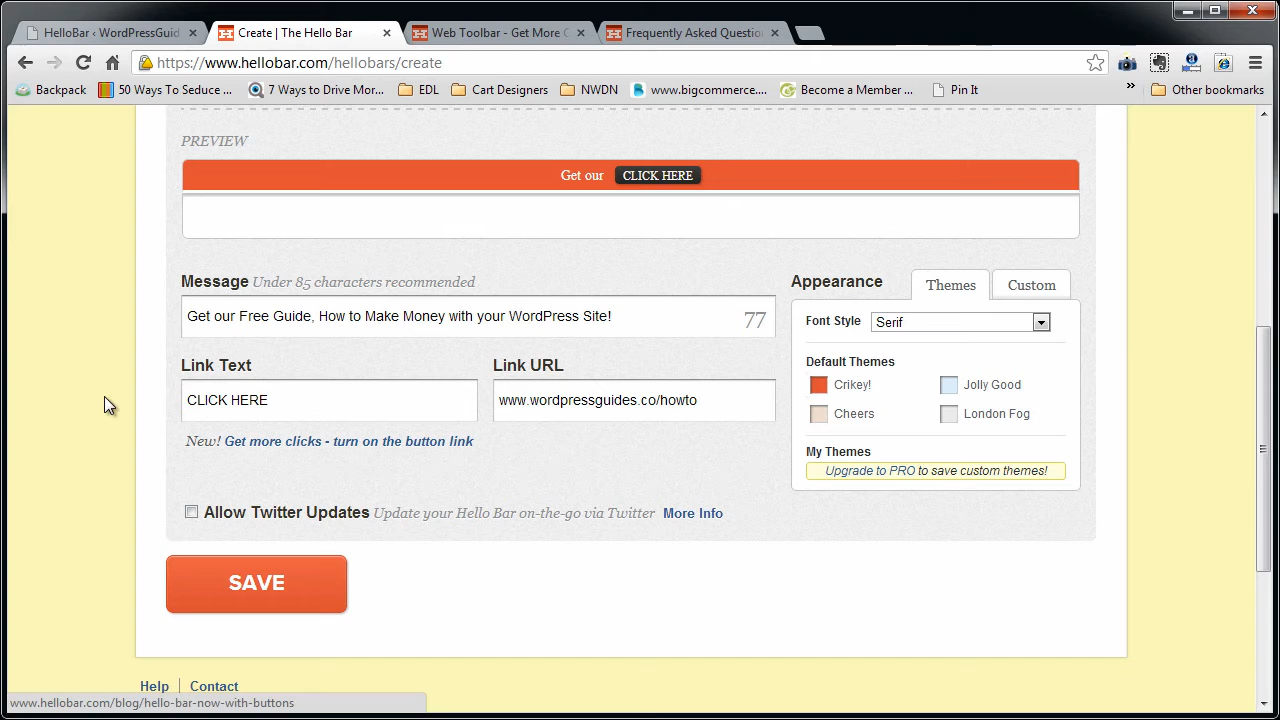 HelloBar - WordPressGuid
Create | The Hello Bar
Web Toolbar - Get More C
Frequently Asked Questio
https://www.hellobar.com/hellobars/create
Backpack
50 Ways To Seduce ...
7 Ways to Drive Mor...
EDL
Cart Designers
NWDN
www.bigcommerce....
Become a Member ...
Pin It
Other bookmarks
PREVIEW
Get our CLICK HERE
Message Under 85 characters recommended
Get our Free Guide, How to Make Money with your WordPress Site! 77
Link Text
Link URL
CLICK HERE
www.wordpressguides.co/howto
New! Get more clicks - turn on the button link
Allow Twitter Updates Update your Hello Bar on-the-go via Twitter More Info
Appearance
Themes
Custom
Font Style Serif
Default Themes
Crikey!
Jolly Good
Cheers
London Fog
My Themes
Upgrade to PRO to save custom themes!
SAVE
Help | Contact
www.hellobar.com/blog/hello-bar-now-with-buttons